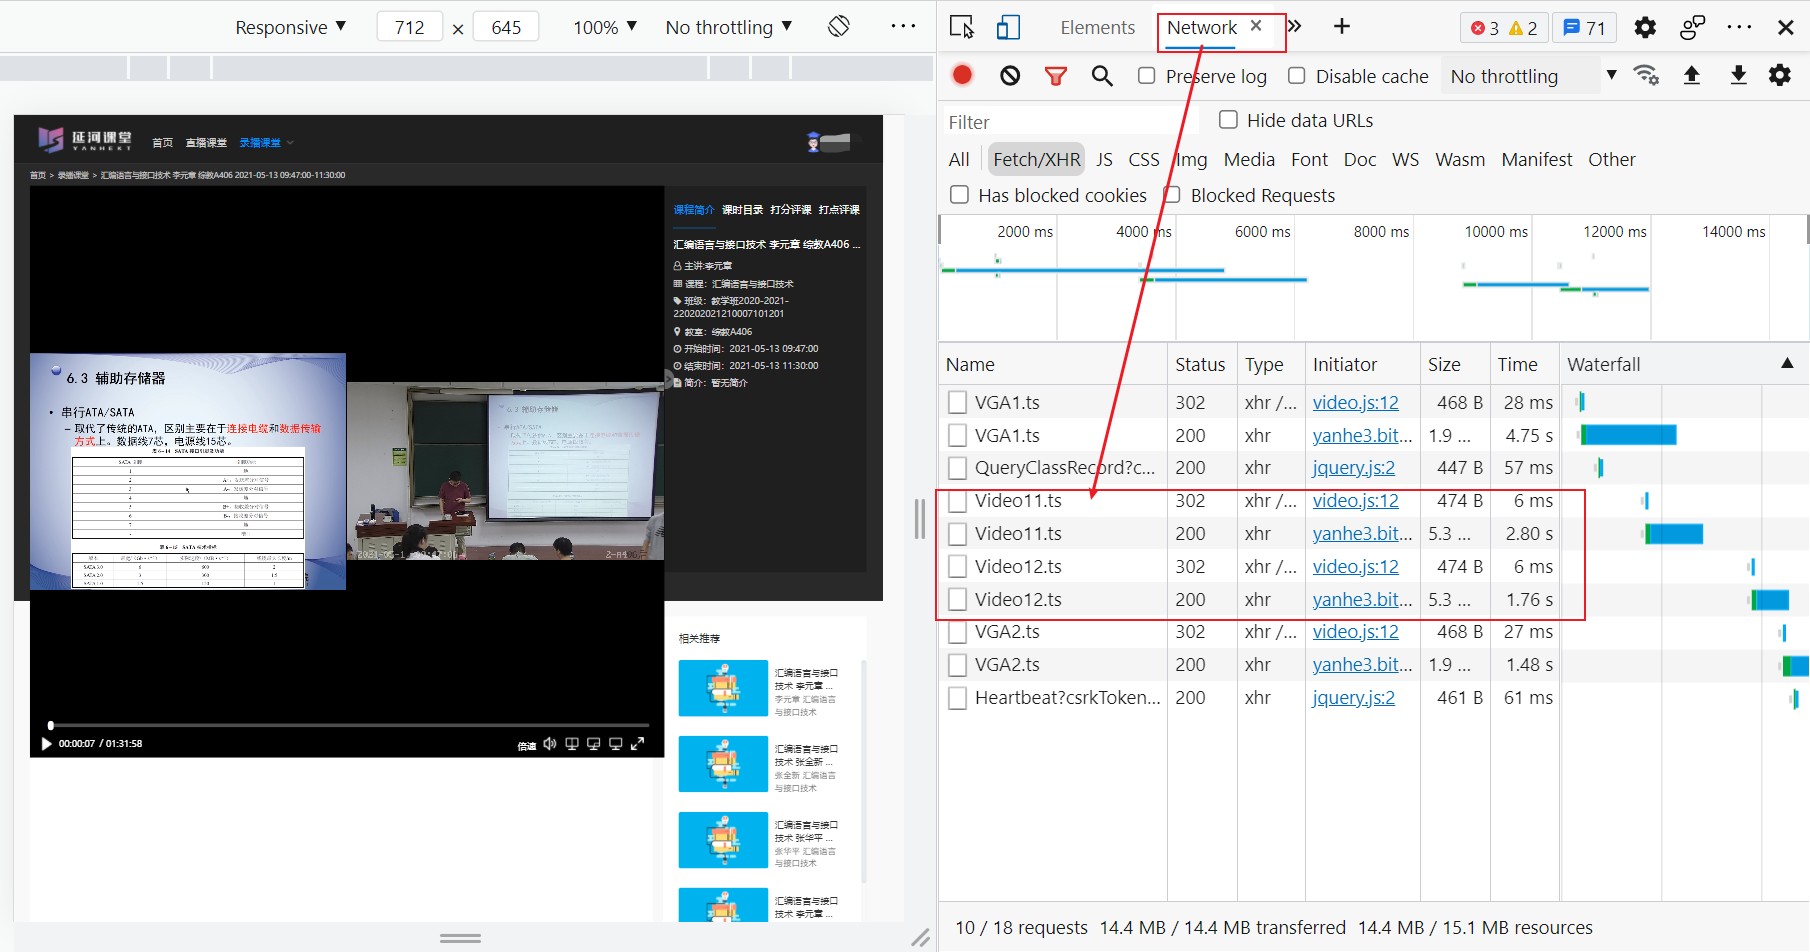 Responsive ▼ 712 × 645 100% ▼ No throttling ▼ ···
Elements Network × » + 3 2 71 ··· ×
Preserve log Disable cache No throttling ▼
Filter Hide data URLs
All Fetch/XHR JS CSS Img Media Font Doc WS Wasm Manifest Other
Has blocked cookies Blocked Requests
2000 ms 4000 ms 6000 ms 8000 ms 10000 ms 12000 ms 14000 ms
Name Status Type Initiator Size Time Waterfall ▲
VGA1.ts 302 xhr /... video.js:12 468 B 28 ms
VGA1.ts 200 xhr yanhe3.bit... 1.9 ... 4.75 s
QueryClassRecord?c... 200 xhr jquery.js:2 447 B 57 ms
Video11.ts 302 xhr /... video.js:12 474 B 6 ms
Video11.ts 200 xhr yanhe3.bit... 5.3 ... 2.80 s
Video12.ts 302 xhr /... video.js:12 474 B 6 ms
Video12.ts 200 xhr yanhe3.bit... 5.3 ... 1.76 s
VGA2.ts 302 xhr /... video.js:12 468 B 27 ms
VGA2.ts 200 xhr yanhe3.bit... 1.9 ... 1.48 s
Heartbeat?csrkToken... 200 xhr jquery.js:2 461 B 61 ms
10 / 18 requests 14.4 MB / 14.4 MB transferred 14.4 MB / 15.1 MB resources
延河课堂
YANHEKT
首页 直播课堂 录播课堂
首页 > 录播课堂 > 汇编语言与接口技术 李元章 综教A406 2021-05-13 09:47:00-11:30:00
课程简介 课时目录 打分评课 打点评课
汇编语言与接口技术 李元章 综教A406 ...
主讲:李元章
课程：汇编语言与接口技术
班级：教学班2020-2021-
220202021210007101201
教室：综教A406
开始时间：2021-05-13 09:47:00
结束时间：2021-05-13 11:30:00
简介：暂无简介
6.3 辅助存储器
• 串行ATA/SATA
– 取代了传统的ATA，区别主要在于连接电缆和数据传输
方式上。数据线7芯，电源线15芯。
表 6-14 SATA 接口引脚及功能
00:00:07 / 01:31:58
倍速
相关推荐
汇编语言与接口
技术 李元章 ...
李元章 汇编语言
与接口技术
汇编语言与接口
技术 张全新 ...
张全新 汇编语言
与接口技术
汇编语言与接口
技术 张华平 ...
张华平 汇编语言
与接口技术
汇编语言与接口
技术 李元章 ...